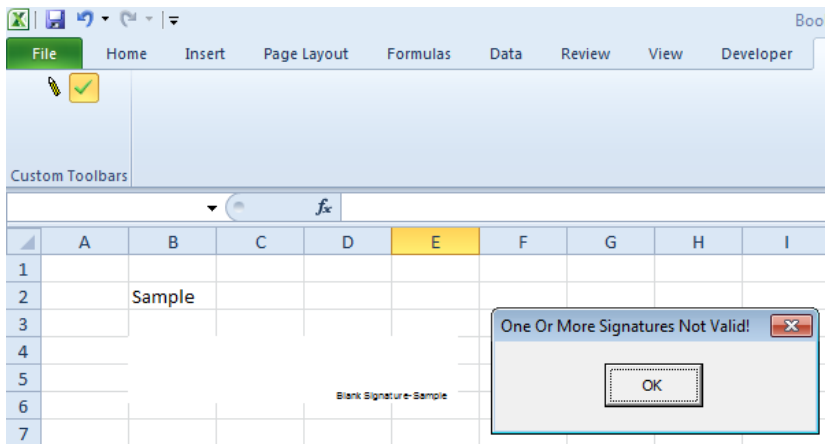 Boo
File Home Insert Page Layout Formulas Data Review View Developer
Custom Toolbars
fx
A B C D E F G H I
1
2 Sample
3 One Or More Signatures Not Valid!
4
5 OK
6 Blank Signature-Sample
7